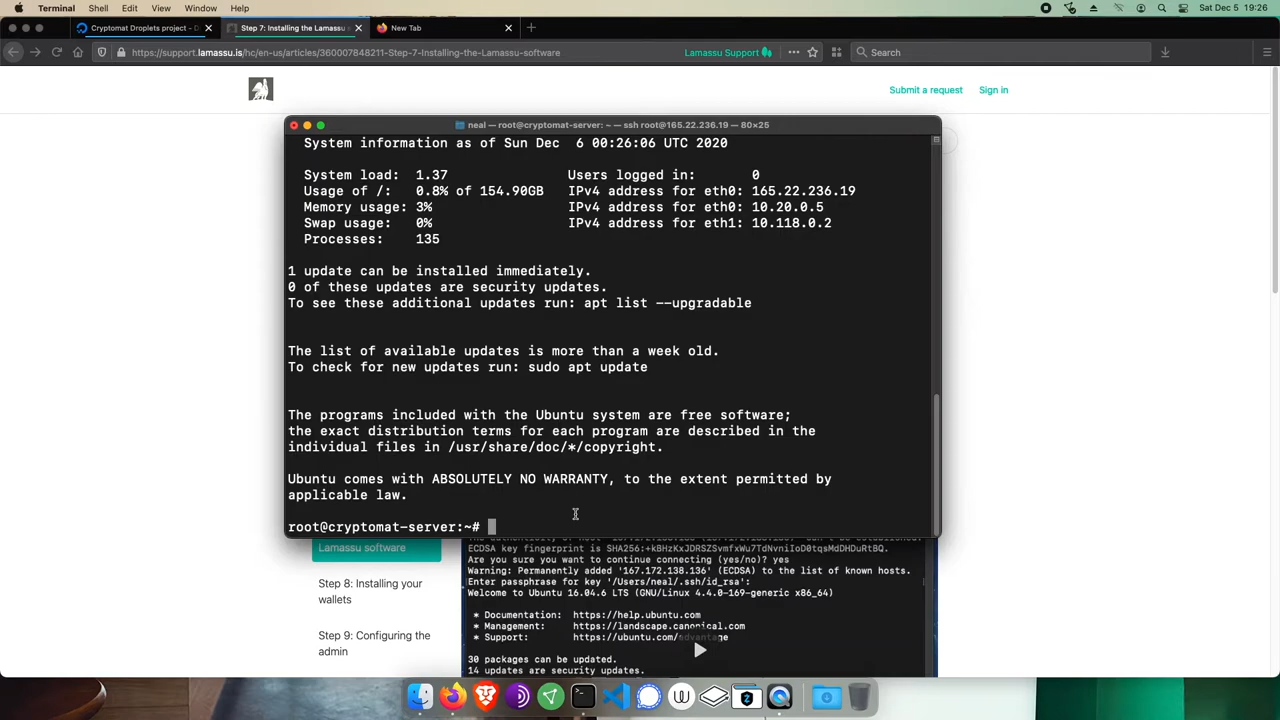 Terminal Shell Edit View Window Help Sat Dec 5 19:26
Cryptomat Droplets project - D Step 7: Installing the Lamassu s New Tab
https://support.lamassu.is/hc/en-us/articles/360007848211-Step-7-Installing-the-Lamassu-software Lamassu Support Search
Submit a request Sign in
neal — root@cryptomat-server: ~ — ssh root@165.22.236.19 — 80×25
System information as of Sun Dec 6 00:26:06 UTC 2020
System load: 1.37 Users logged in: 0
Usage of /: 0.8% of 154.90GB IPv4 address for eth0: 165.22.236.19
Memory usage: 3% IPv4 address for eth0: 10.20.0.5
Swap usage: 0% IPv4 address for eth1: 10.118.0.2
Processes: 135
1 update can be installed immediately.
0 of these updates are security updates.
To see these additional updates run: apt list --upgradable
The list of available updates is more than a week old.
To check for new updates run: sudo apt update
The programs included with the Ubuntu system are free software;
the exact distribution terms for each program are described in the
individual files in /usr/share/doc/*/copyright.
Ubuntu comes with ABSOLUTELY NO WARRANTY, to the extent permitted by
applicable law.
root@cryptomat-server:~#
Lamassu software
Step 8: Installing your
wallets
Step 9: Configuring the
admin
ECDSA key fingerprint is
Are you sure you want to continue connecting (yes/no)? yes
Warning: Permanently added '167.172.138.136' (ECDSA) to the list of known hosts.
Enter passphrase for key '/Users/neal/.ssh/id_rsa':
Welcome to Ubuntu 16.04.6 LTS (GNU/Linux 4.4.0-169-generic x86_64)
* Documentation: https://help.ubuntu.com
* Management: https://landscape.canonical.com
* Support: https://ubuntu.com/advantage
30 packages can be updated.
14 updates are security updates.